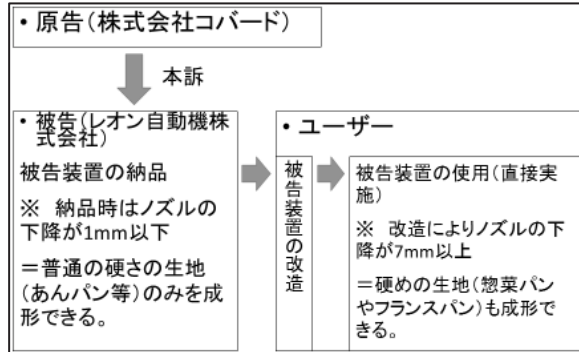 ・原告(株式会社コバード)
本訴
・被告(レオン自動機株
式会社)
被告装置の納品
※ 納品時はノズルの
下降が1mm以下
＝普通の硬さの生地
(あんパン等)のみを成
形できる。
・ユーザー
被告装置の改造
被告装置の使用(直接実
施)
※ 改造によりノズルの下
降が7mm以上
＝硬めの生地(惣菜パン
やフランスパン)も成形で
きる。